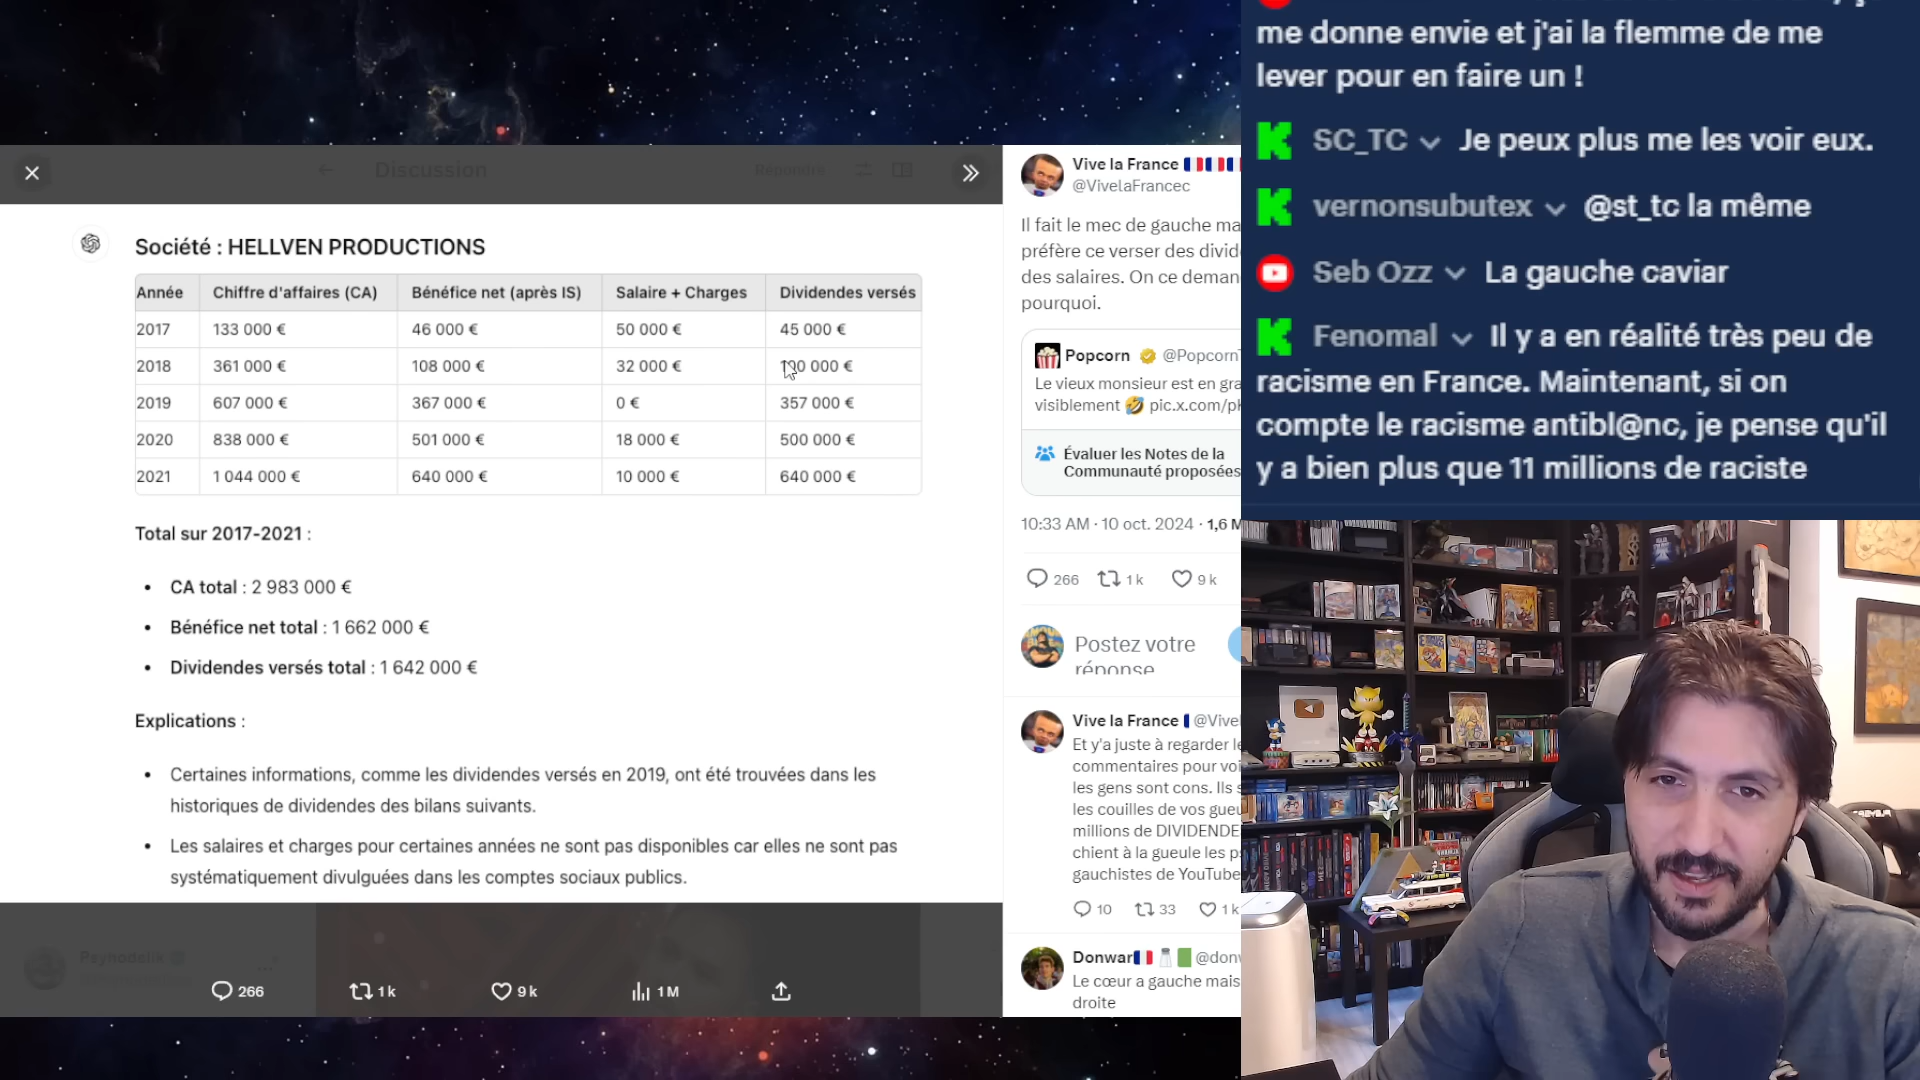 Discussion
Répondre
Société : HELLVEN PRODUCTIONS
Année Chiffre d'affaires (CA) Bénéfice net (après IS) Salaire + Charges Dividendes versés
2017 133 000 € 46 000 € 50 000 € 45 000 €
2018 361 000 € 108 000 € 32 000 € 100 000 €
2019 607 000 € 367 000 € 0 € 357 000 €
2020 838 000 € 501 000 € 18 000 € 500 000 €
2021 1 044 000 € 640 000 € 10 000 € 640 000 €
Total sur 2017-2021 :
• CA total : 2 983 000 €
• Bénéfice net total : 1 662 000 €
• Dividendes versés total : 1 642 000 €
Explications :
• Certaines informations, comme les dividendes versés en 2019, ont été trouvées dans les
historiques de dividendes des bilans suivants.
• Les salaires et charges pour certaines années ne sont pas disponibles car elles ne sont pas
systématiquement divulguées dans les comptes sociaux publics.
Psyhodelik
266 1 k 9 k 1 M
Vive la France
@VivelaFrancec
Il fait le mec de gauche ma
préfère ce verser des divid
des salaires. On ce deman
pourquoi.
Popcorn @Popcorn
Le vieux monsieur est en gra
visiblement 🤣 pic.x.com/p
Évaluer les Notes de la
Communauté proposées
10:33 AM · 10 oct. 2024 · 1,6 M
266 1 k 9 k
Postez votre
réponse
Vive la France @Vive
Et y'a juste à regarder le
commentaires pour voi
les gens sont cons. Ils s
les couilles de vos gueu
millions de DIVIDENDE
chient à la gueule les p
gauchistes de YouTube
10 33 1 k
Donwar @donw
Le cœur a gauche mais
droite
me donne envie et j'ai la flemme de me
lever pour en faire un !
SC_TC Je peux plus me les voir eux.
vernonsubutex @st_tc la même
Seb Ozz La gauche caviar
Fenomal Il y a en réalité très peu de
racisme en France. Maintenant, si on
compte le racisme antibl@nc, je pense qu'il
y a bien plus que 11 millions de raciste